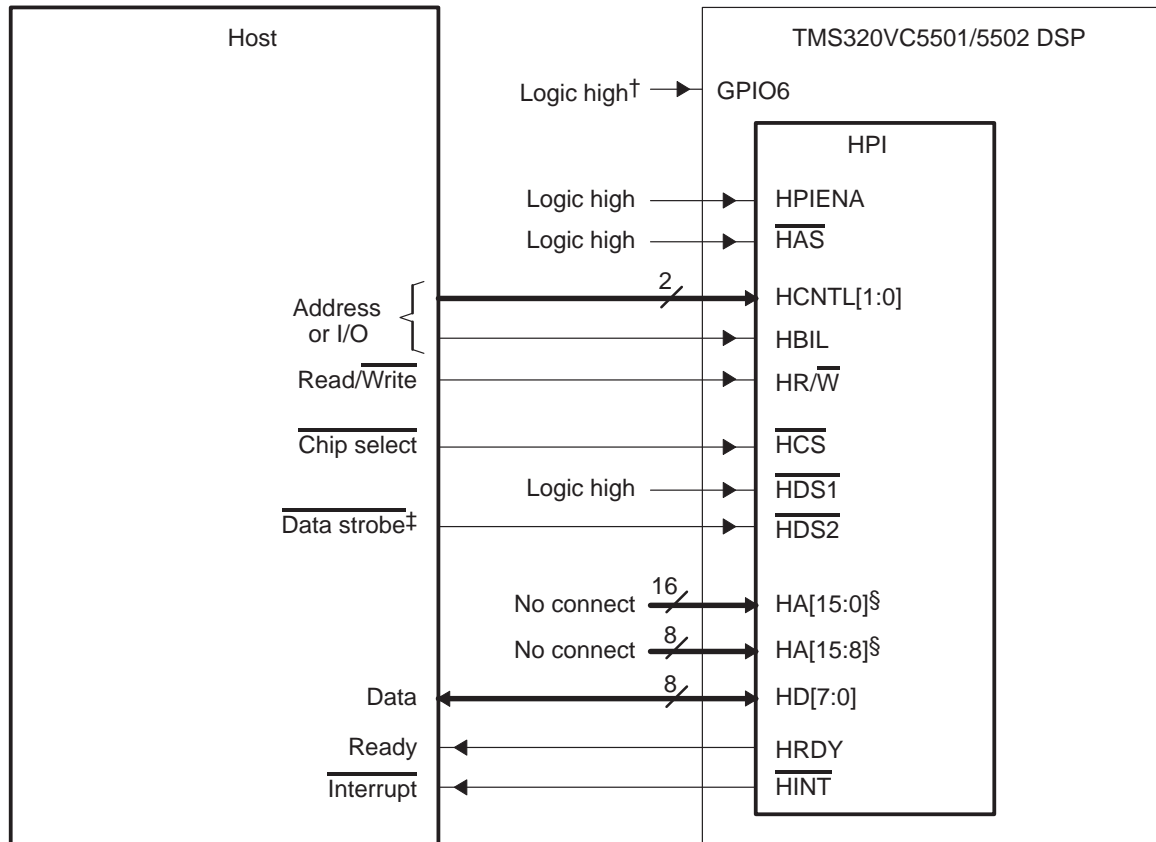 Host
TMS320VC5501/5502 DSP
Logic high†
GPIO6
HPI
Logic high
HPIENA
Logic high
HAS
Address
or I/O
2
HCNTL[1:0]
HBIL
Read/Write
HR/W
Chip select
HCS
Logic high
HDS1
Data strobe‡
HDS2
No connect
16
HA[15:0]§
No connect
8
HA[15:8]§
Data
8
HD[7:0]
Ready
HRDY
Interrupt
HINT